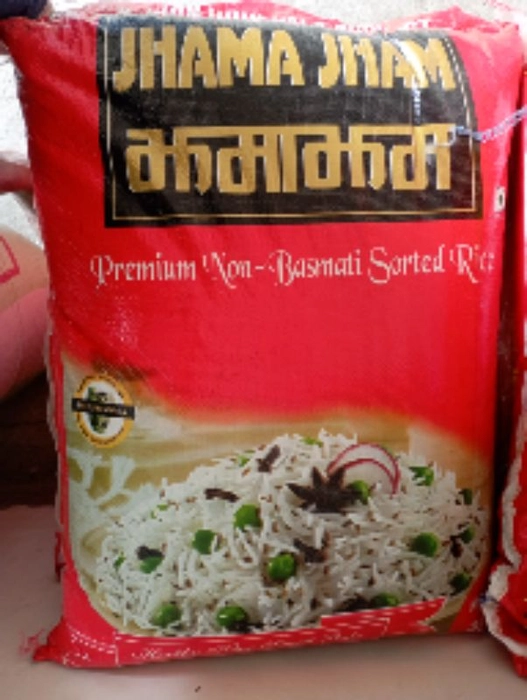 JHAMA JHAM
झमाझम
Premium Non-Basmati Sorted Rice